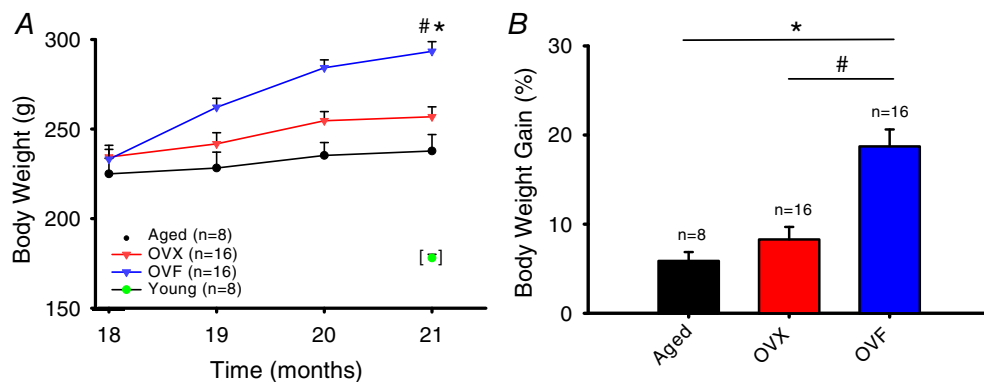 A
# *
300
250
200
150
Body Weight (g)
Aged (n=8)
OVX (n=16)
OVF (n=16)
Young (n=8)
[ ]
18 19 20 21
Time (months)
B
*
#
30
20
10
0
Body Weight Gain (%)
n=8
n=16
n=16
Aged
OVX
OVF